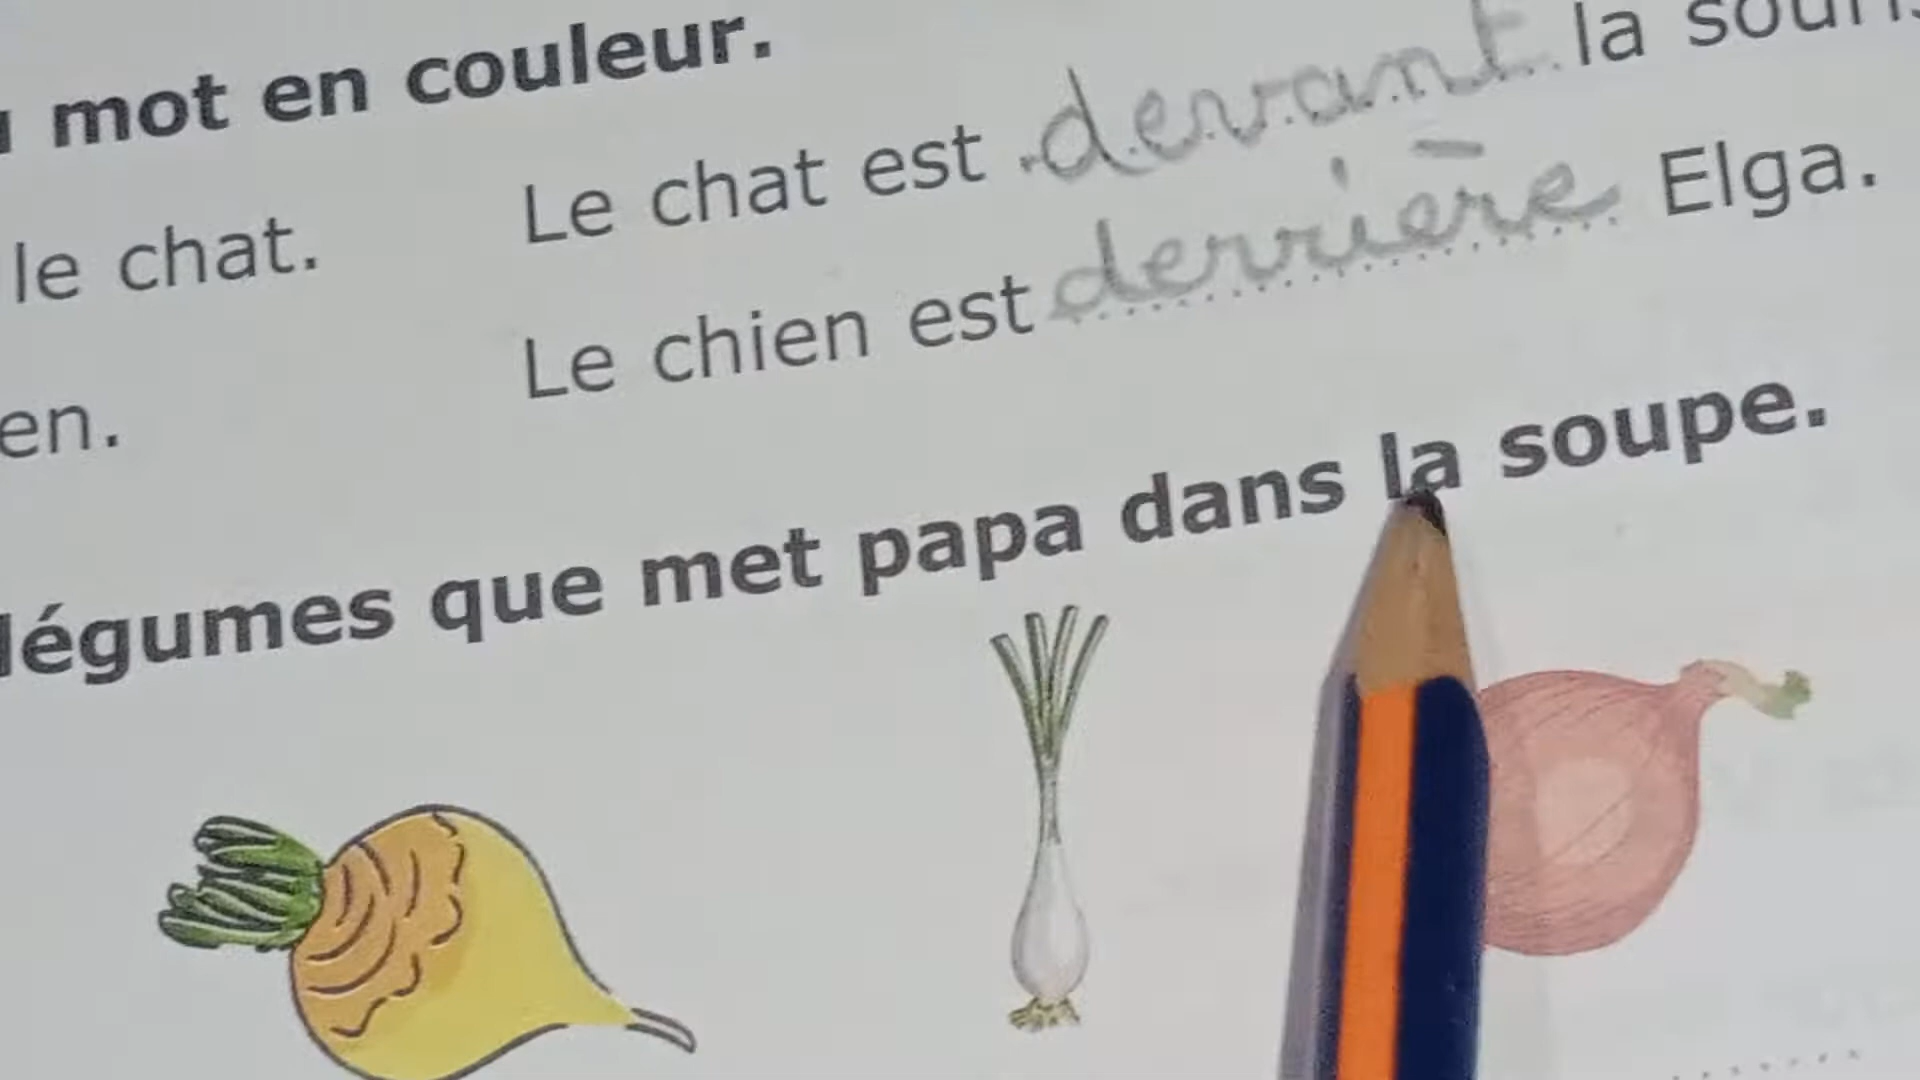 mot en couleur.
le chat.
Le chat est devant la souris
en.
Le chien est derrière Elga.
légumes que met papa dans la soupe.